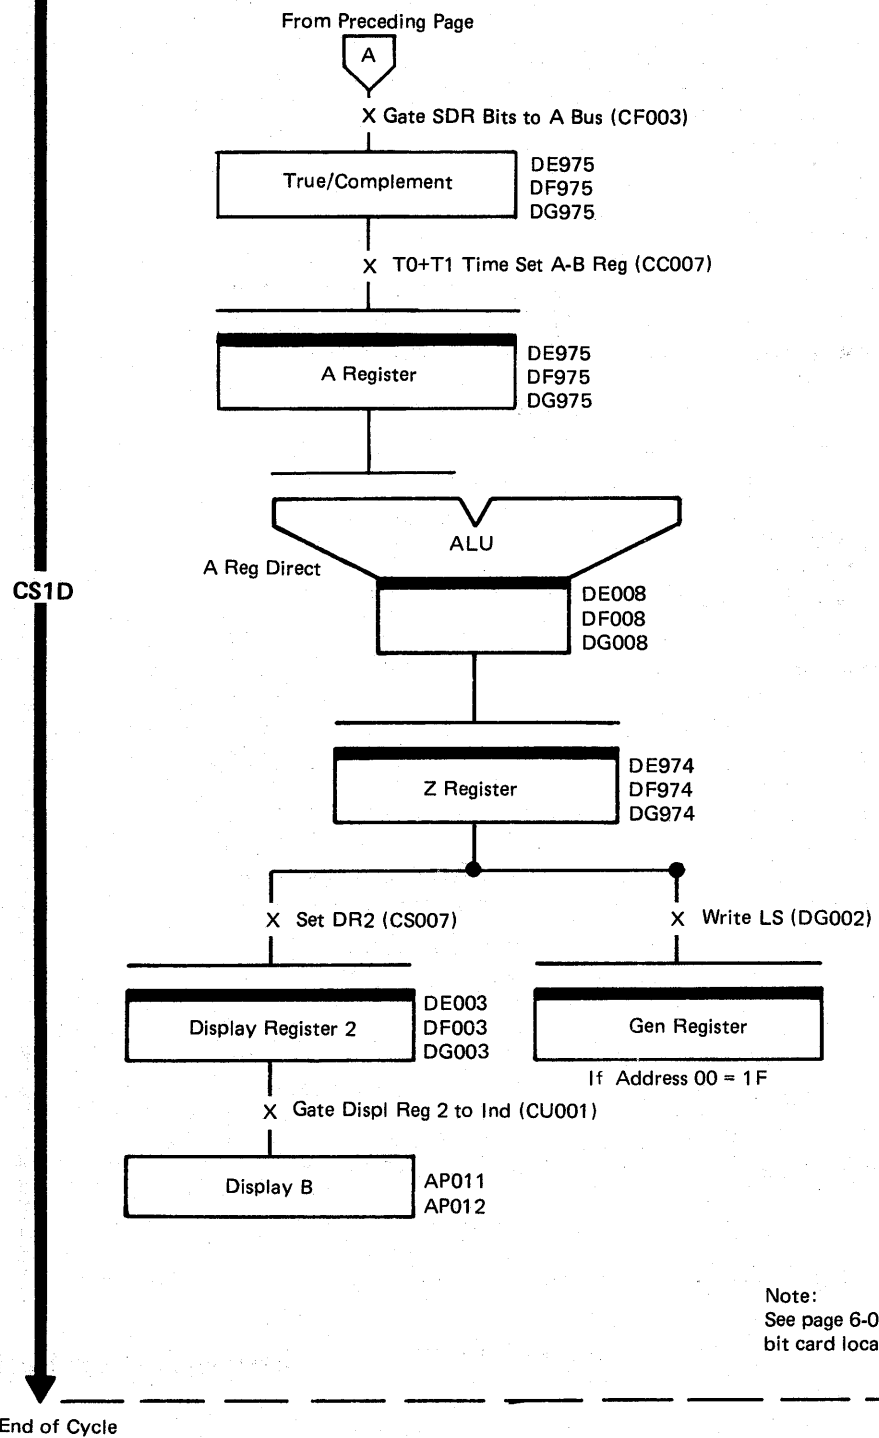 From Preceding Page
A
X Gate SDR Bits to A Bus (CF003)
True/Complement
DE975
DF975
DG975
X T0+T1 Time Set A-B Reg (CC007)
A Register
DE975
DF975
DG975
ALU
A Reg Direct
CS1D
DE008
DF008
DG008
Z Register
DE974
DF974
DG974
X Set DR2 (CS007)
X Write LS (DG002)
Display Register 2
DE003
DF003
DG003
Gen Register
If Address 00 = 1F
X Gate Displ Reg 2 to Ind (CU001)
Display B
AP011
AP012
Note:
See page 6-0
bit card loca
End of Cycle